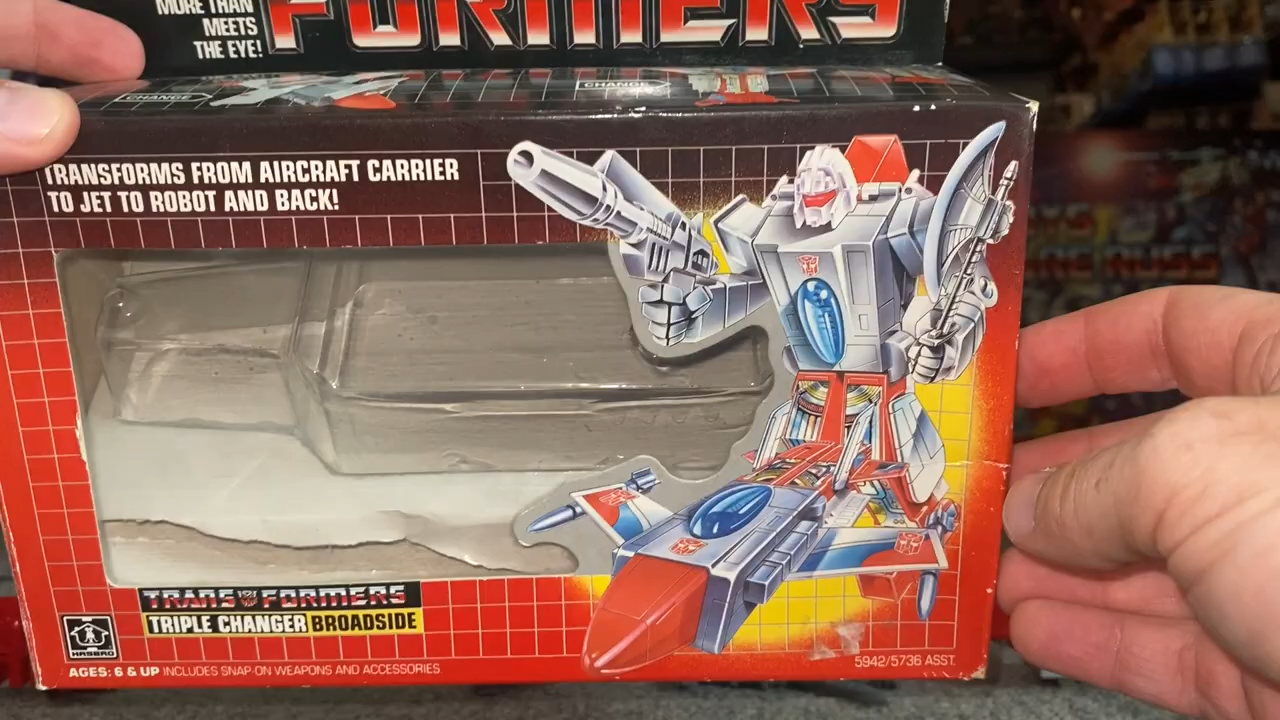 MORE THAN
MEETS
THE EYE!
FORMERS
CHANGE
CHANGE
TRANSFORMS FROM AIRCRAFT CARRIER
TO JET TO ROBOT AND BACK!
TRANSFORMERS
TRIPLE CHANGER BROADSIDE
HASBRO
AGES: 6 & UP INCLUDES SNAP-ON WEAPONS AND ACCESSORIES
5942/5736 ASST.